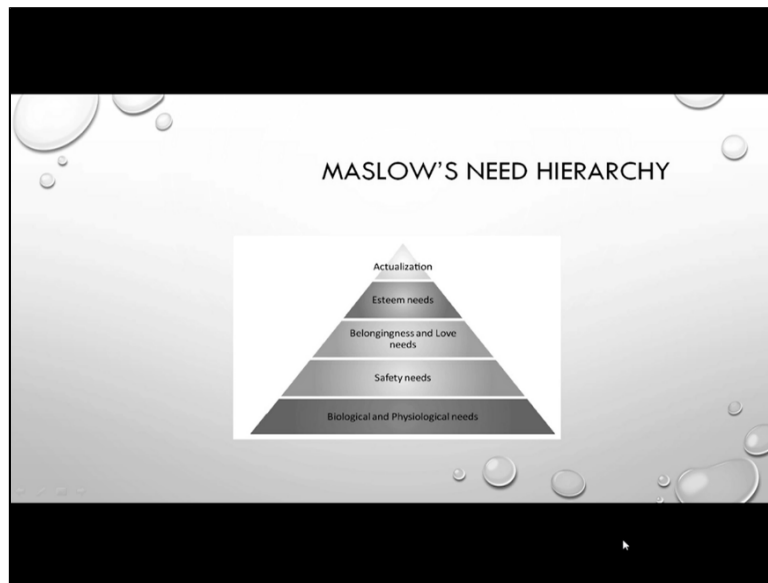 MASLOW'S NEED HIERARCHY
Actualization
Esteem needs
Belongingness and Love
needs
Safety needs
Biological and Physiological needs